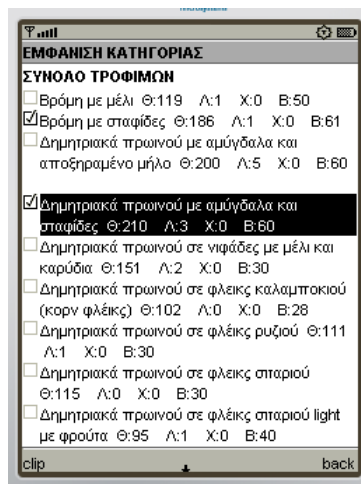 ΕΜΦΑΝΙΣΗ ΚΑΤΗΓΟΡΙΑΣ
ΣΥΝΟΛΟ ΤΡΟΦΙΜΩΝ
Βρόμη με μέλι Θ:119 Λ:1 Χ:0 Β:50
Βρόμη με σταφίδες Θ:186 Λ:1 Χ:0 Β:61
Δημητριακά πρωινού με αμύγδαλα και
αποξηραμένο μήλο Θ:200 Λ:5 Χ:0 Β:60
Δημητριακά πρωινού με αμύγδαλα και
σταφίδες Θ:210 Λ:3 Χ:0 Β:60
Δημητριακά πρωινού σε νιφάδες με μέλι και
καρύδια Θ:151 Λ:2 Χ:0 Β:30
Δημητριακά πρωινού σε φλεικς καλαμποκιού
(κορν φλέικς) Θ:102 Λ:0 Χ:0 Β:28
Δημητριακά πρωινού σε φλέικς ρυζιού Θ:111
Λ:1 Χ:0 Β:30
Δημητριακά πρωινού σε φλεικς σιταριού
Θ:115 Λ:0 Χ:0 Β:30
Δημητριακά πρωινού σε φλέικς σιταριού light
με φρούτα Θ:95 Λ:1 Χ:0 Β:40
clip back